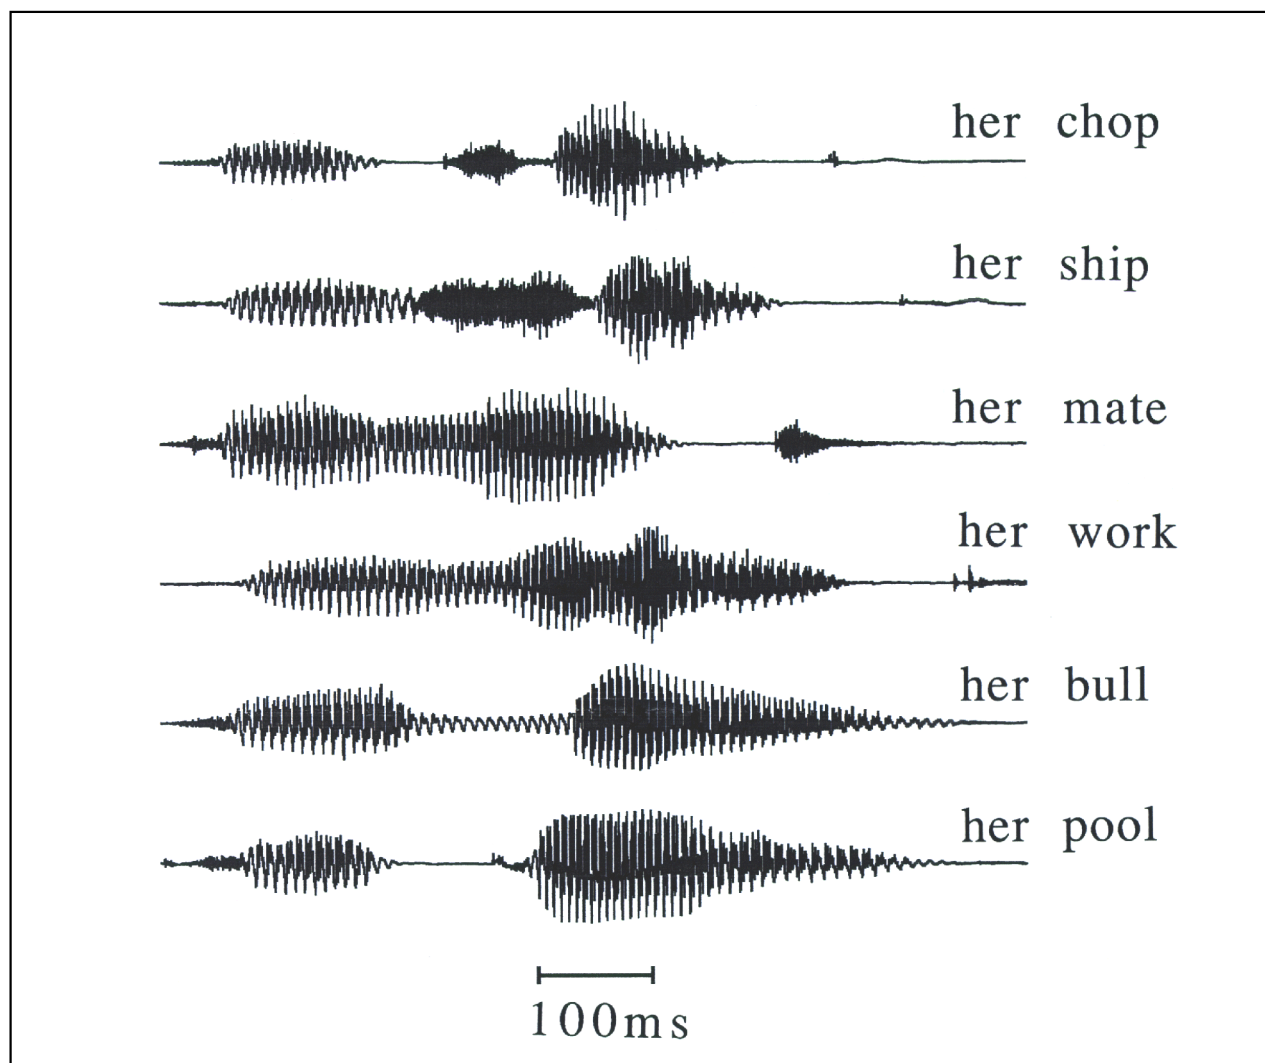 her chop
her ship
her mate
her work
her bull
her pool
100ms